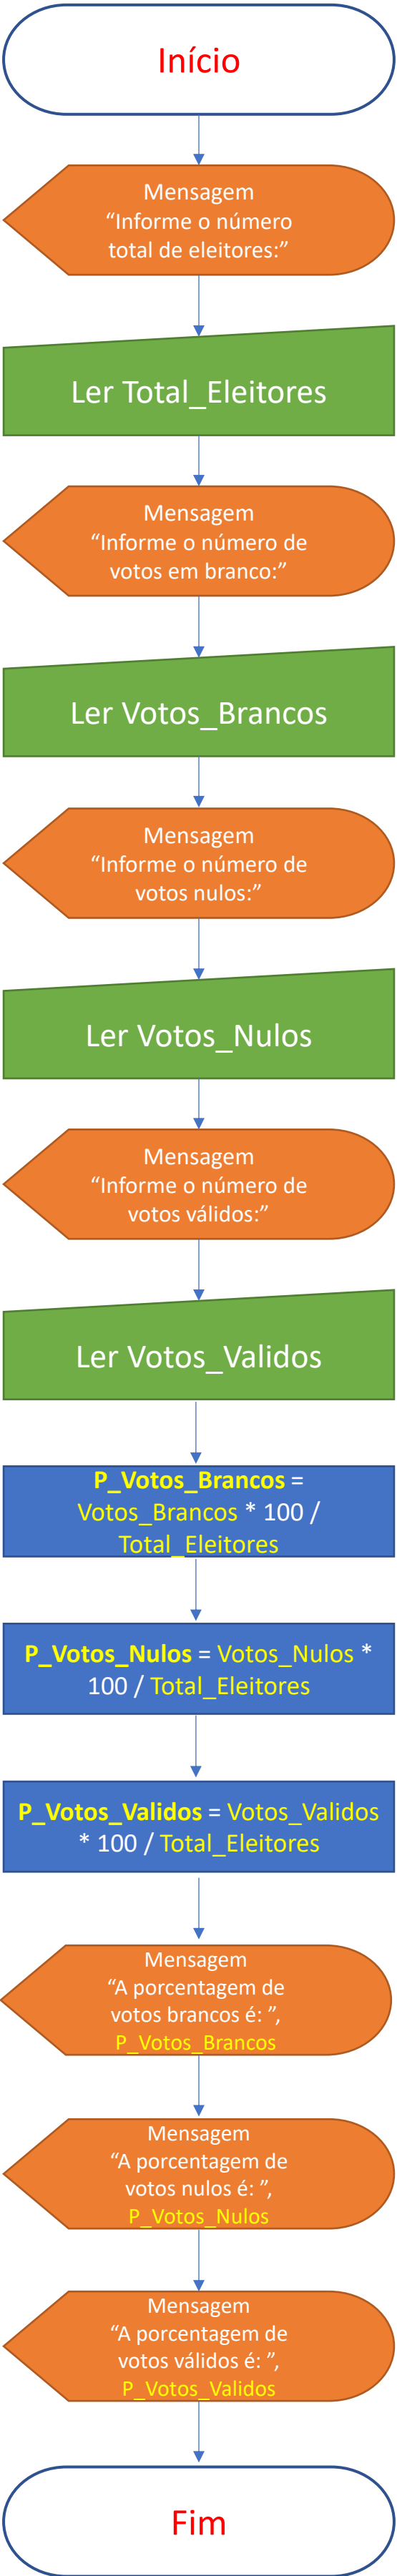 Início
Mensagem
“Informe o número
total de eleitores:”
Ler Total_Eleitores
Mensagem
“Informe o número de
votos em branco:”
Ler Votos_Brancos
Mensagem
“Informe o número de
votos nulos:”
Ler Votos_Nulos
Mensagem
“Informe o número de
votos válidos:”
Ler Votos_Validos
P_Votos_Brancos =
Votos_Brancos * 100 /
Total_Eleitores
P_Votos_Nulos = Votos_Nulos *
100 / Total_Eleitores
P_Votos_Validos = Votos_Validos
* 100 / Total_Eleitores
Mensagem
“A porcentagem de
votos brancos é: ”,
P_Votos_Brancos
Mensagem
“A porcentagem de
votos nulos é: ”,
P_Votos_Nulos
Mensagem
“A porcentagem de
votos válidos é: ”,
P_Votos_Validos
Fim